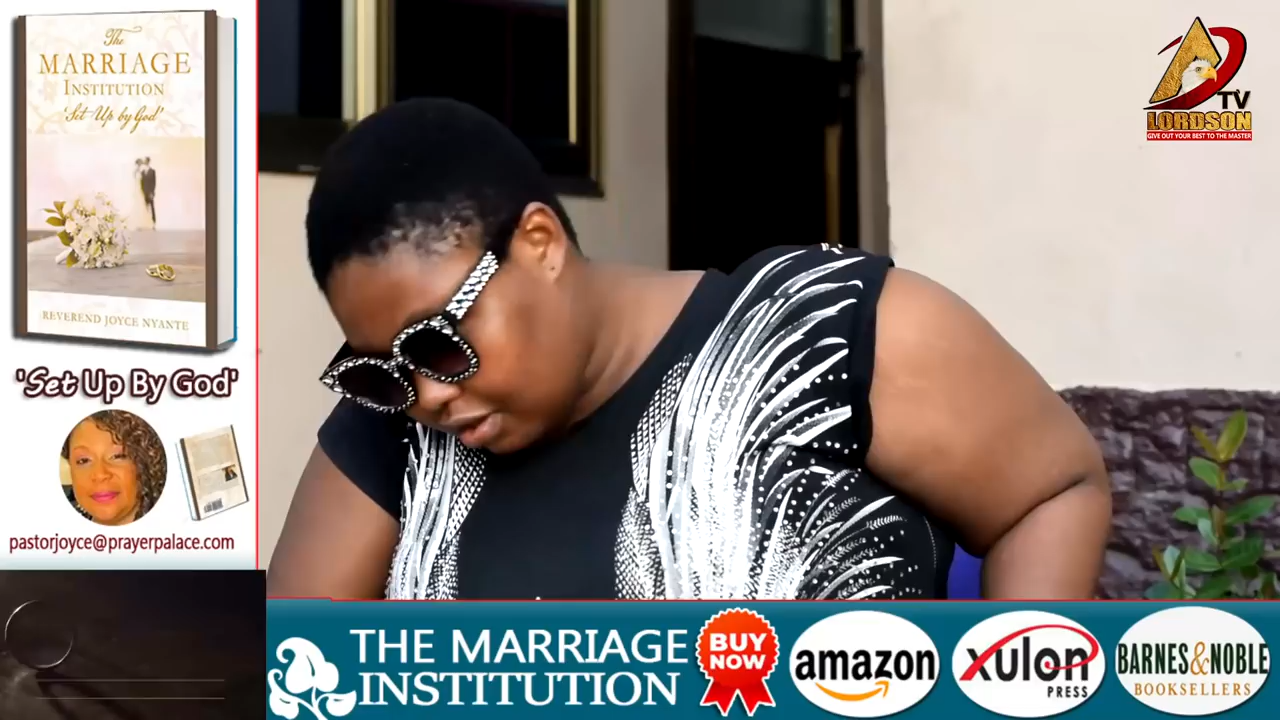 The
MARRIAGE
INSTITUTION
'Set Up by God'
REVEREND JOYCE NYANTE
'Set Up By God'
pastorjoyce@prayerpalace.com
TV
LORDSON
GIVE OUT YOUR BEST TO THE MASTER
THE MARRIAGE
INSTITUTION
BUY
NOW
amazon
xulon
PRESS
BARNES&NOBLE
BOOKSELLERS